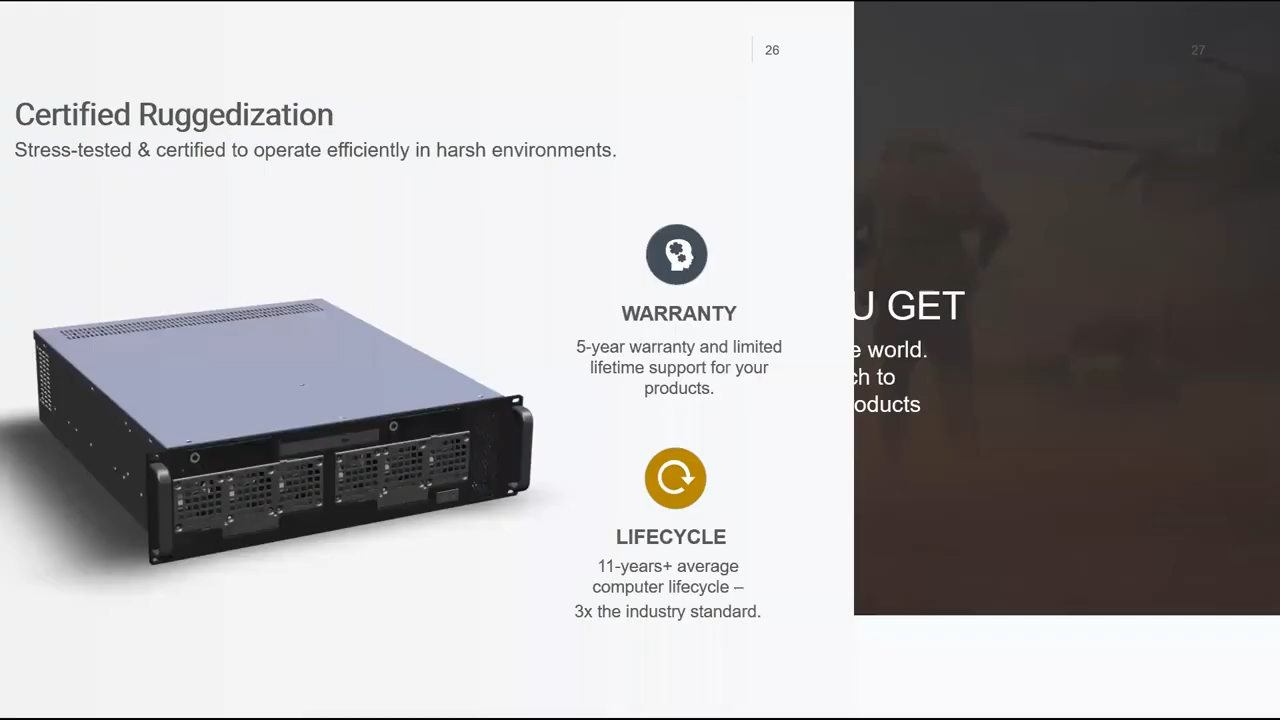 26
Certified Ruggedization
Stress-tested & certified to operate efficiently in harsh environments.
WARRANTY
5-year warranty and limited
lifetime support for your
products.
LIFECYCLE
11-years+ average
computer lifecycle –
3x the industry standard.
27
U GET
e world.
ch to
oducts